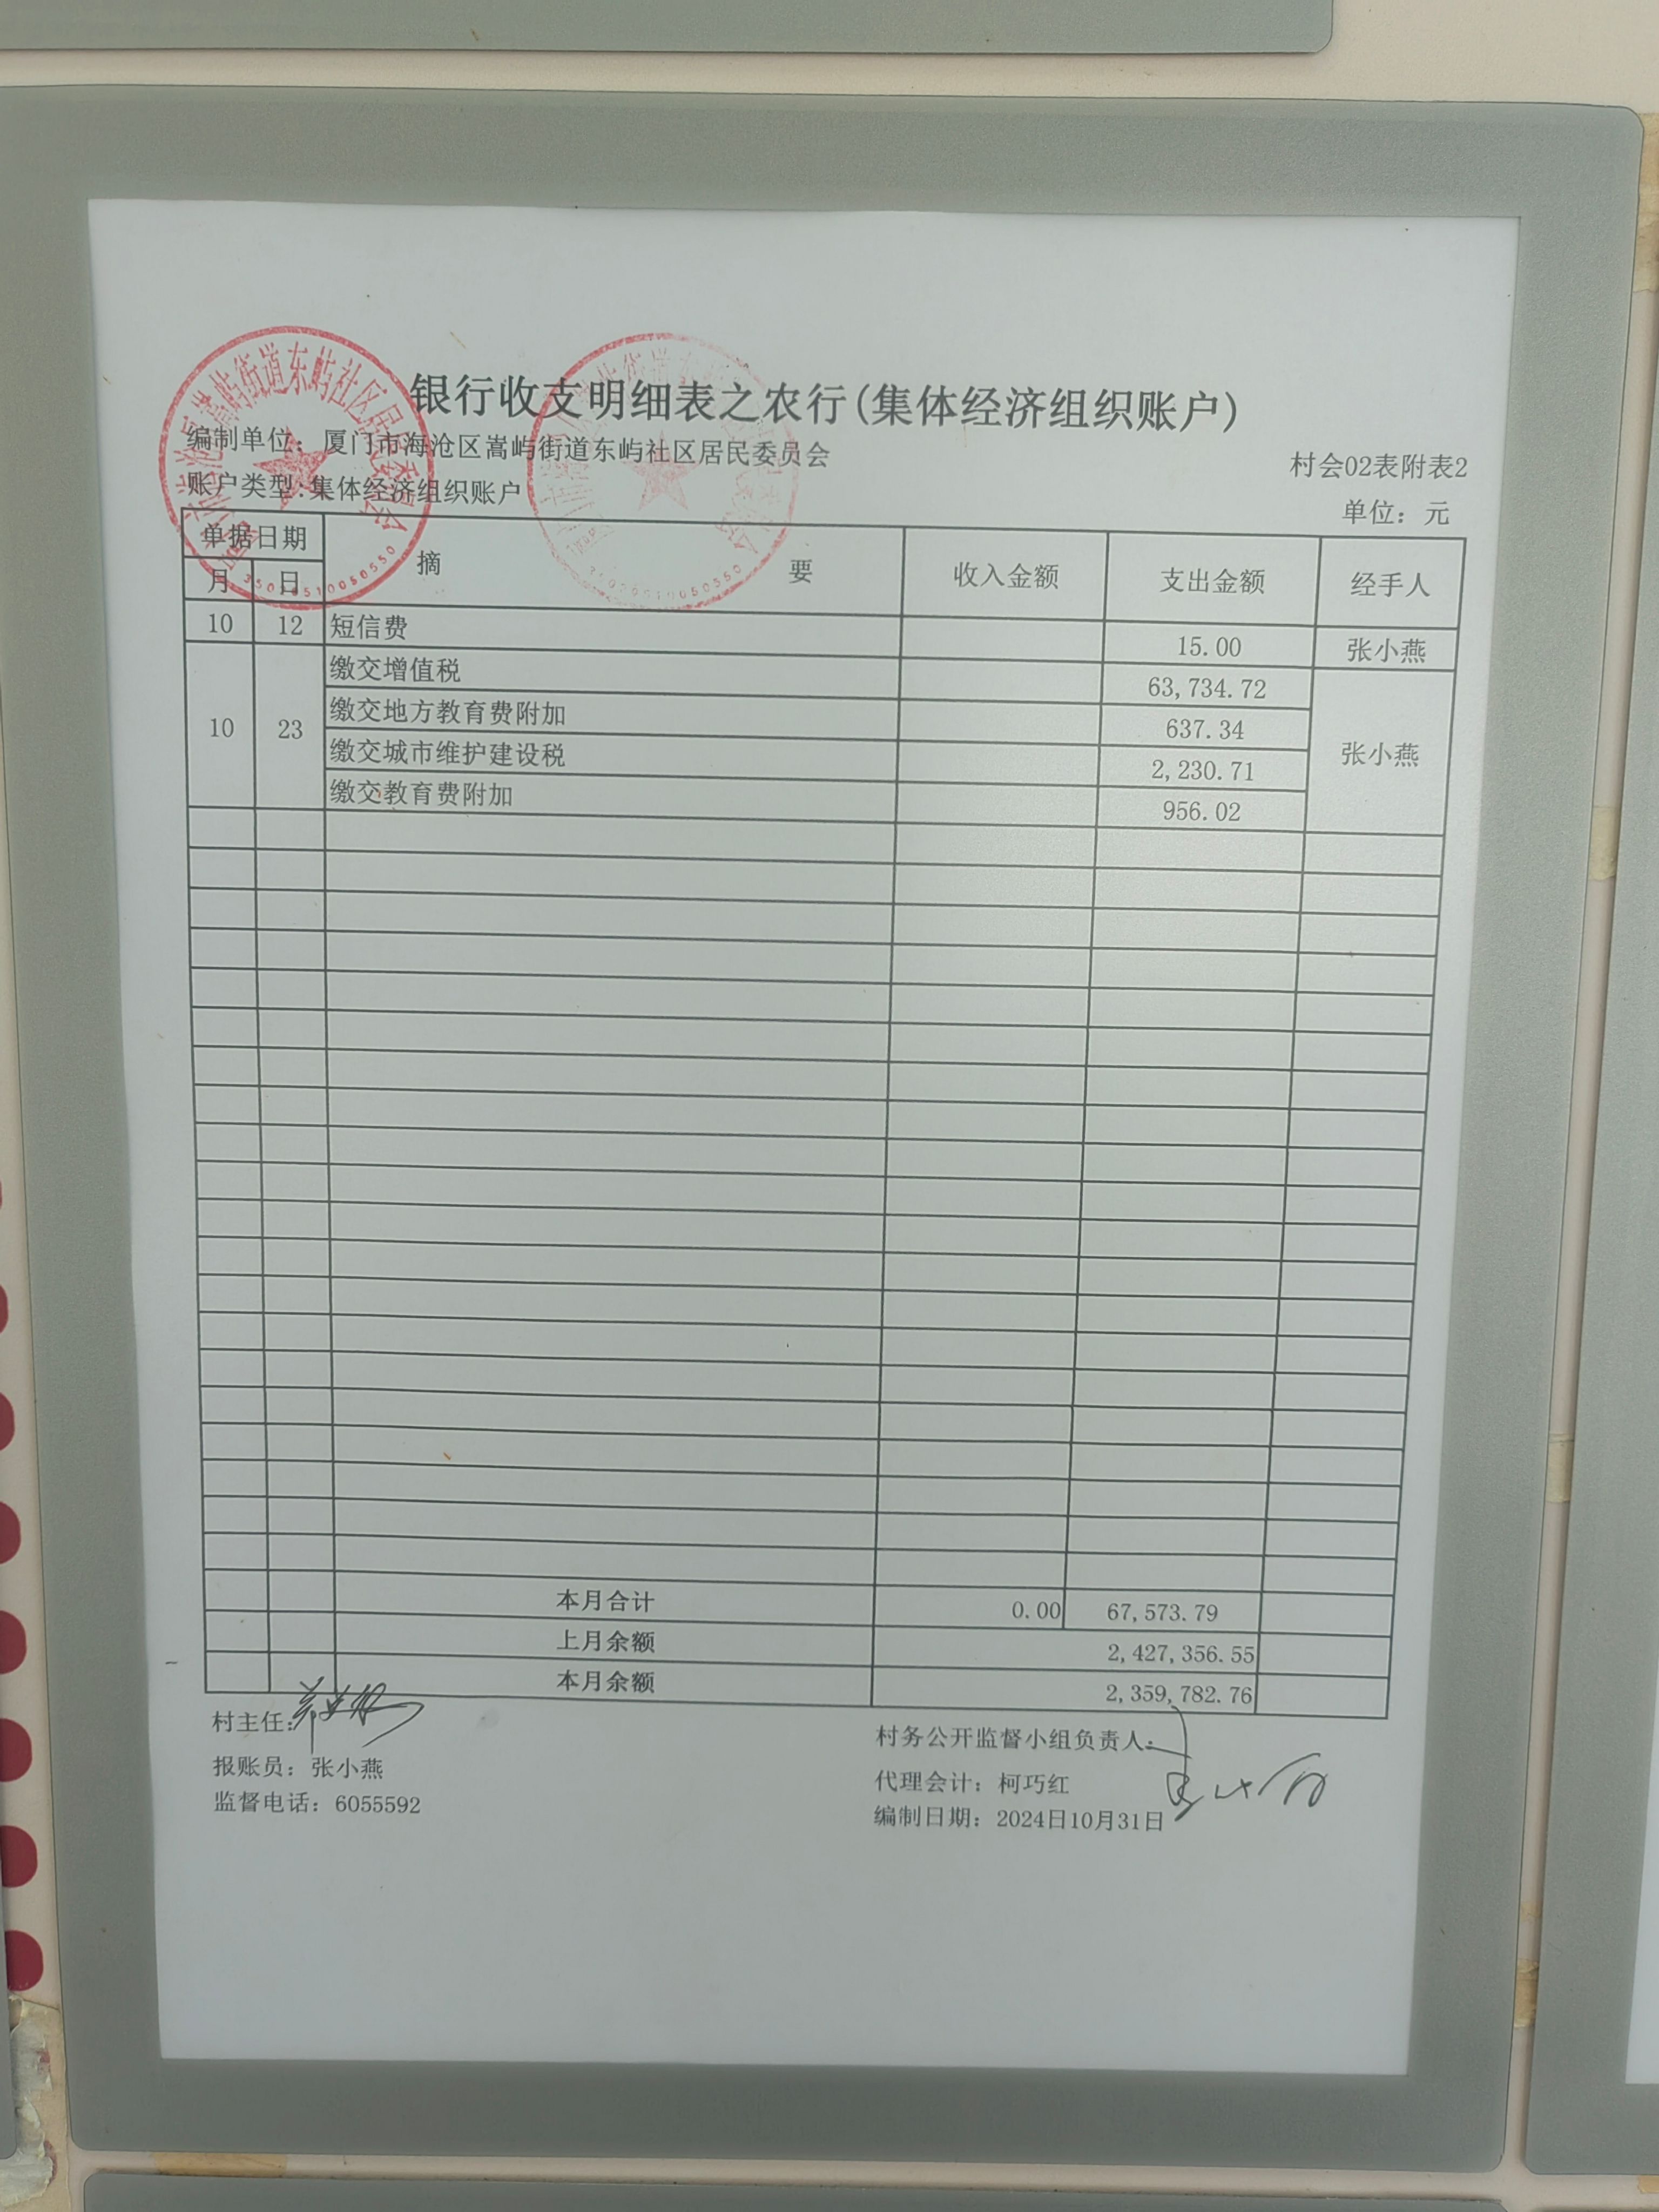 银行收支明细表之农行(集体经济组织账户)
编制单位：厦门市海沧区嵩屿街道东屿社区居民委员会
村会02表附表2
账户类型:集体经济组织账户
单位：元
单据日期 摘 要 收入金额 支出金额 经手人
月 日
10 12 短信费 15.00 张小燕
10 23 缴交增值税 63,734.72 张小燕
缴交地方教育费附加 637.34
缴交城市维护建设税 2,230.71
缴交教育费附加 956.02
本月合计 0.00 67,573.79
上月余额 2,427,356.55
本月余额 2,359,782.76
村主任：
村务公开监督小组负责人：
报账员：张小燕
代理会计：柯巧红
监督电话：6055592
编制日期：2024日10月31日